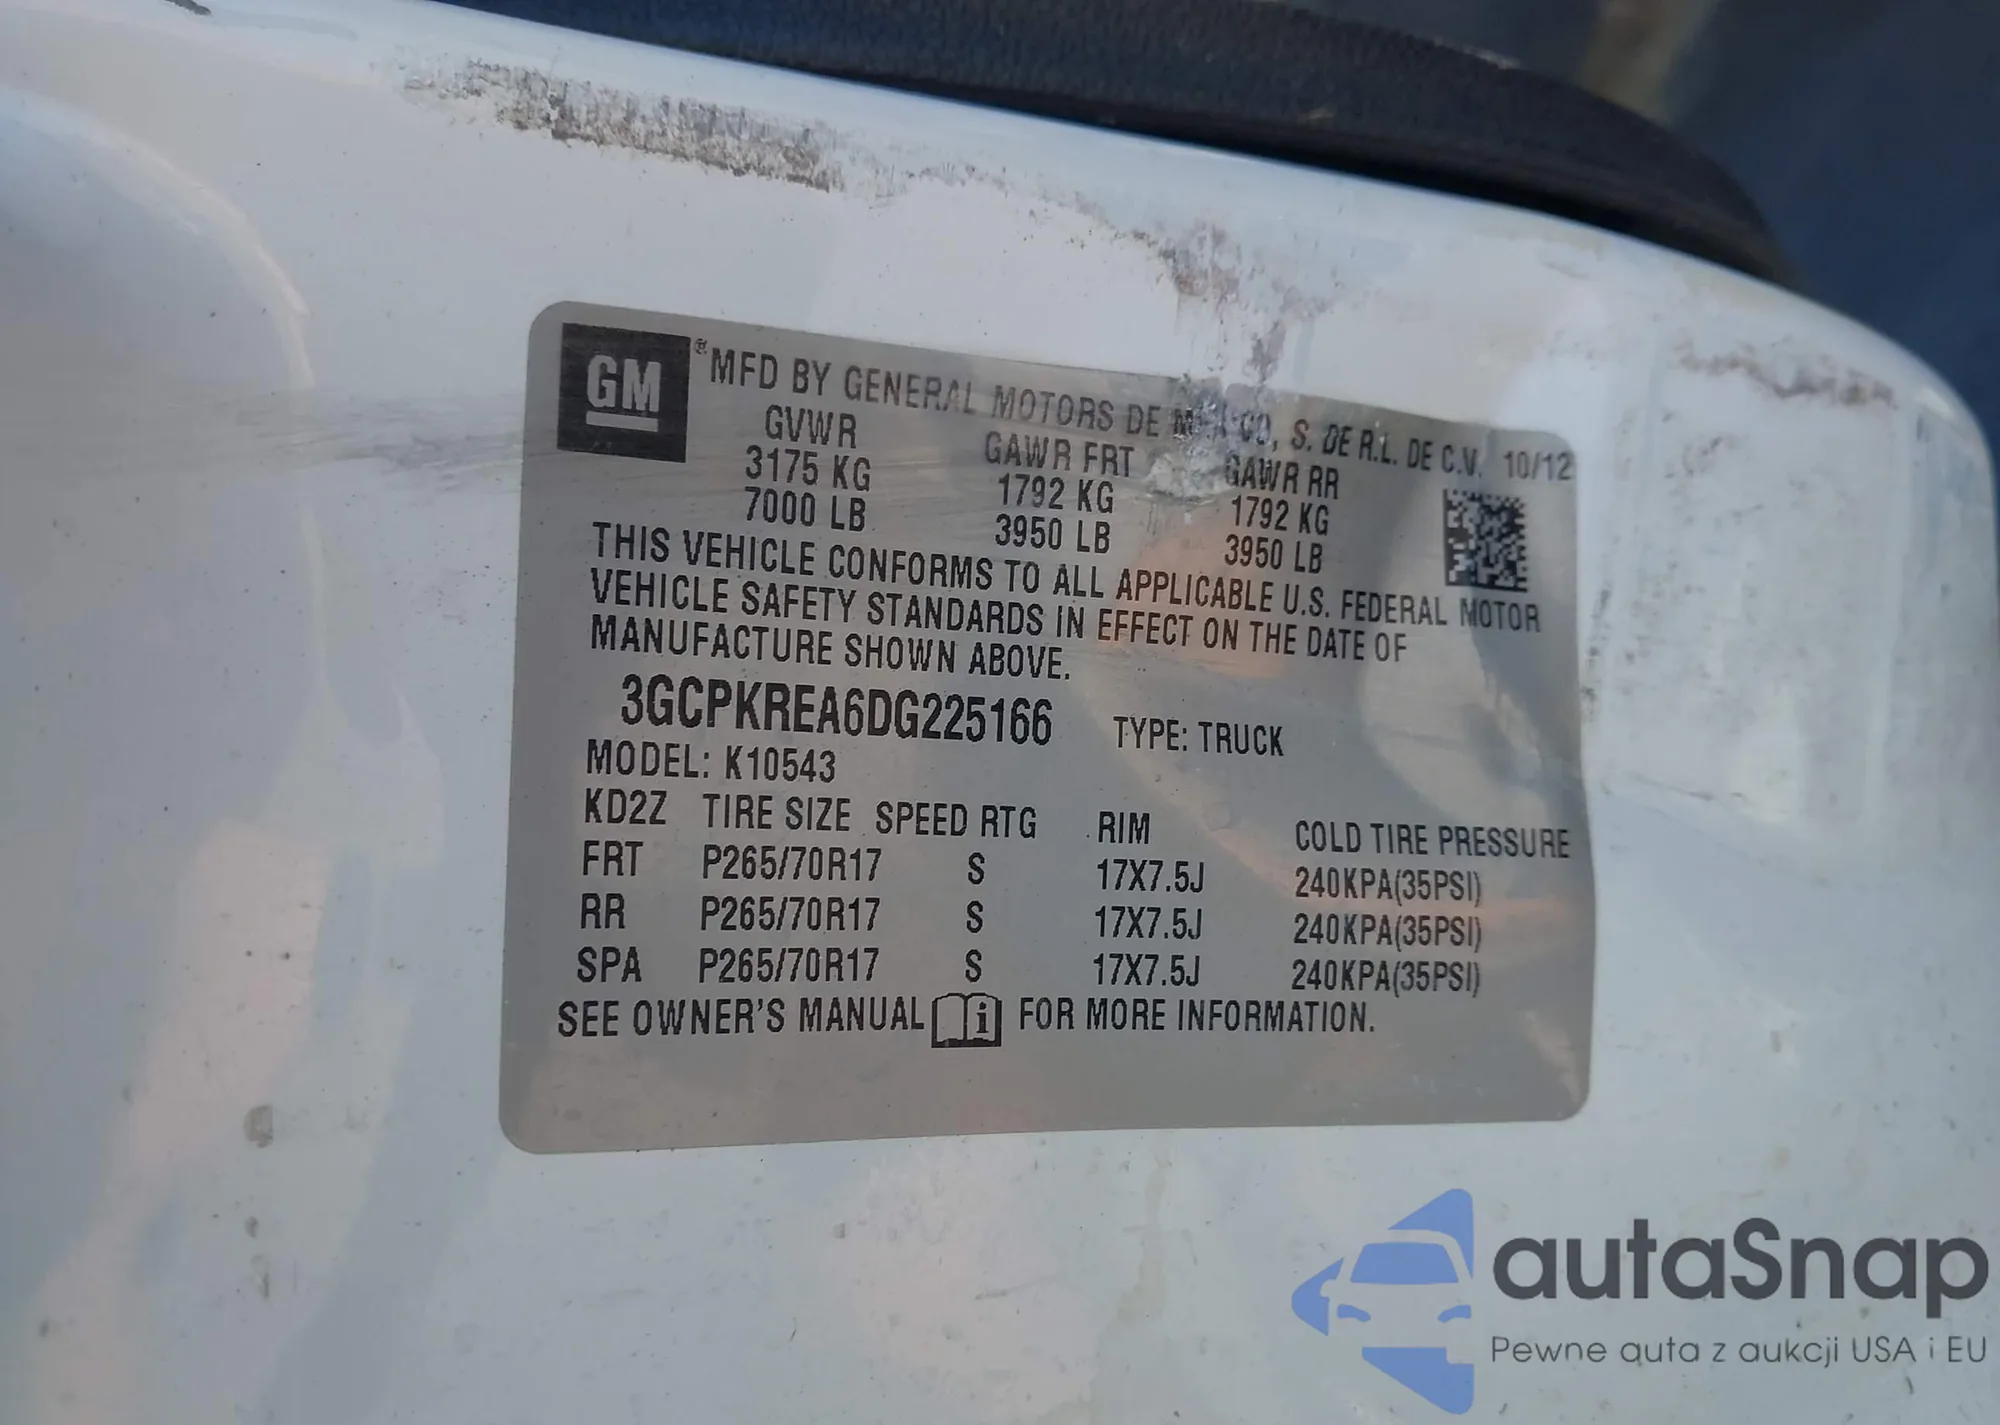 GM
® MFD BY GENERAL MOTORS DE MEXICO, S. DE R.L. DE C.V. 10/12
GVWR GAWR FRT GAWR RR
3175 KG 1792 KG 1792 KG
7000 LB 3950 LB 3950 LB
THIS VEHICLE CONFORMS TO ALL APPLICABLE U.S. FEDERAL MOTOR
VEHICLE SAFETY STANDARDS IN EFFECT ON THE DATE OF
MANUFACTURE SHOWN ABOVE.
3GCPKREA6DG225166 TYPE: TRUCK
MODEL: K10543
KD2Z TIRE SIZE SPEED RTG RIM COLD TIRE PRESSURE
FRT P265/70R17 S 17X7.5J 240KPA(35PSI)
RR P265/70R17 S 17X7.5J 240KPA(35PSI)
SPA P265/70R17 S 17X7.5J 240KPA(35PSI)
SEE OWNER'S MANUAL i FOR MORE INFORMATION.
autaSnap
Pewne auta z aukcji USA i EU